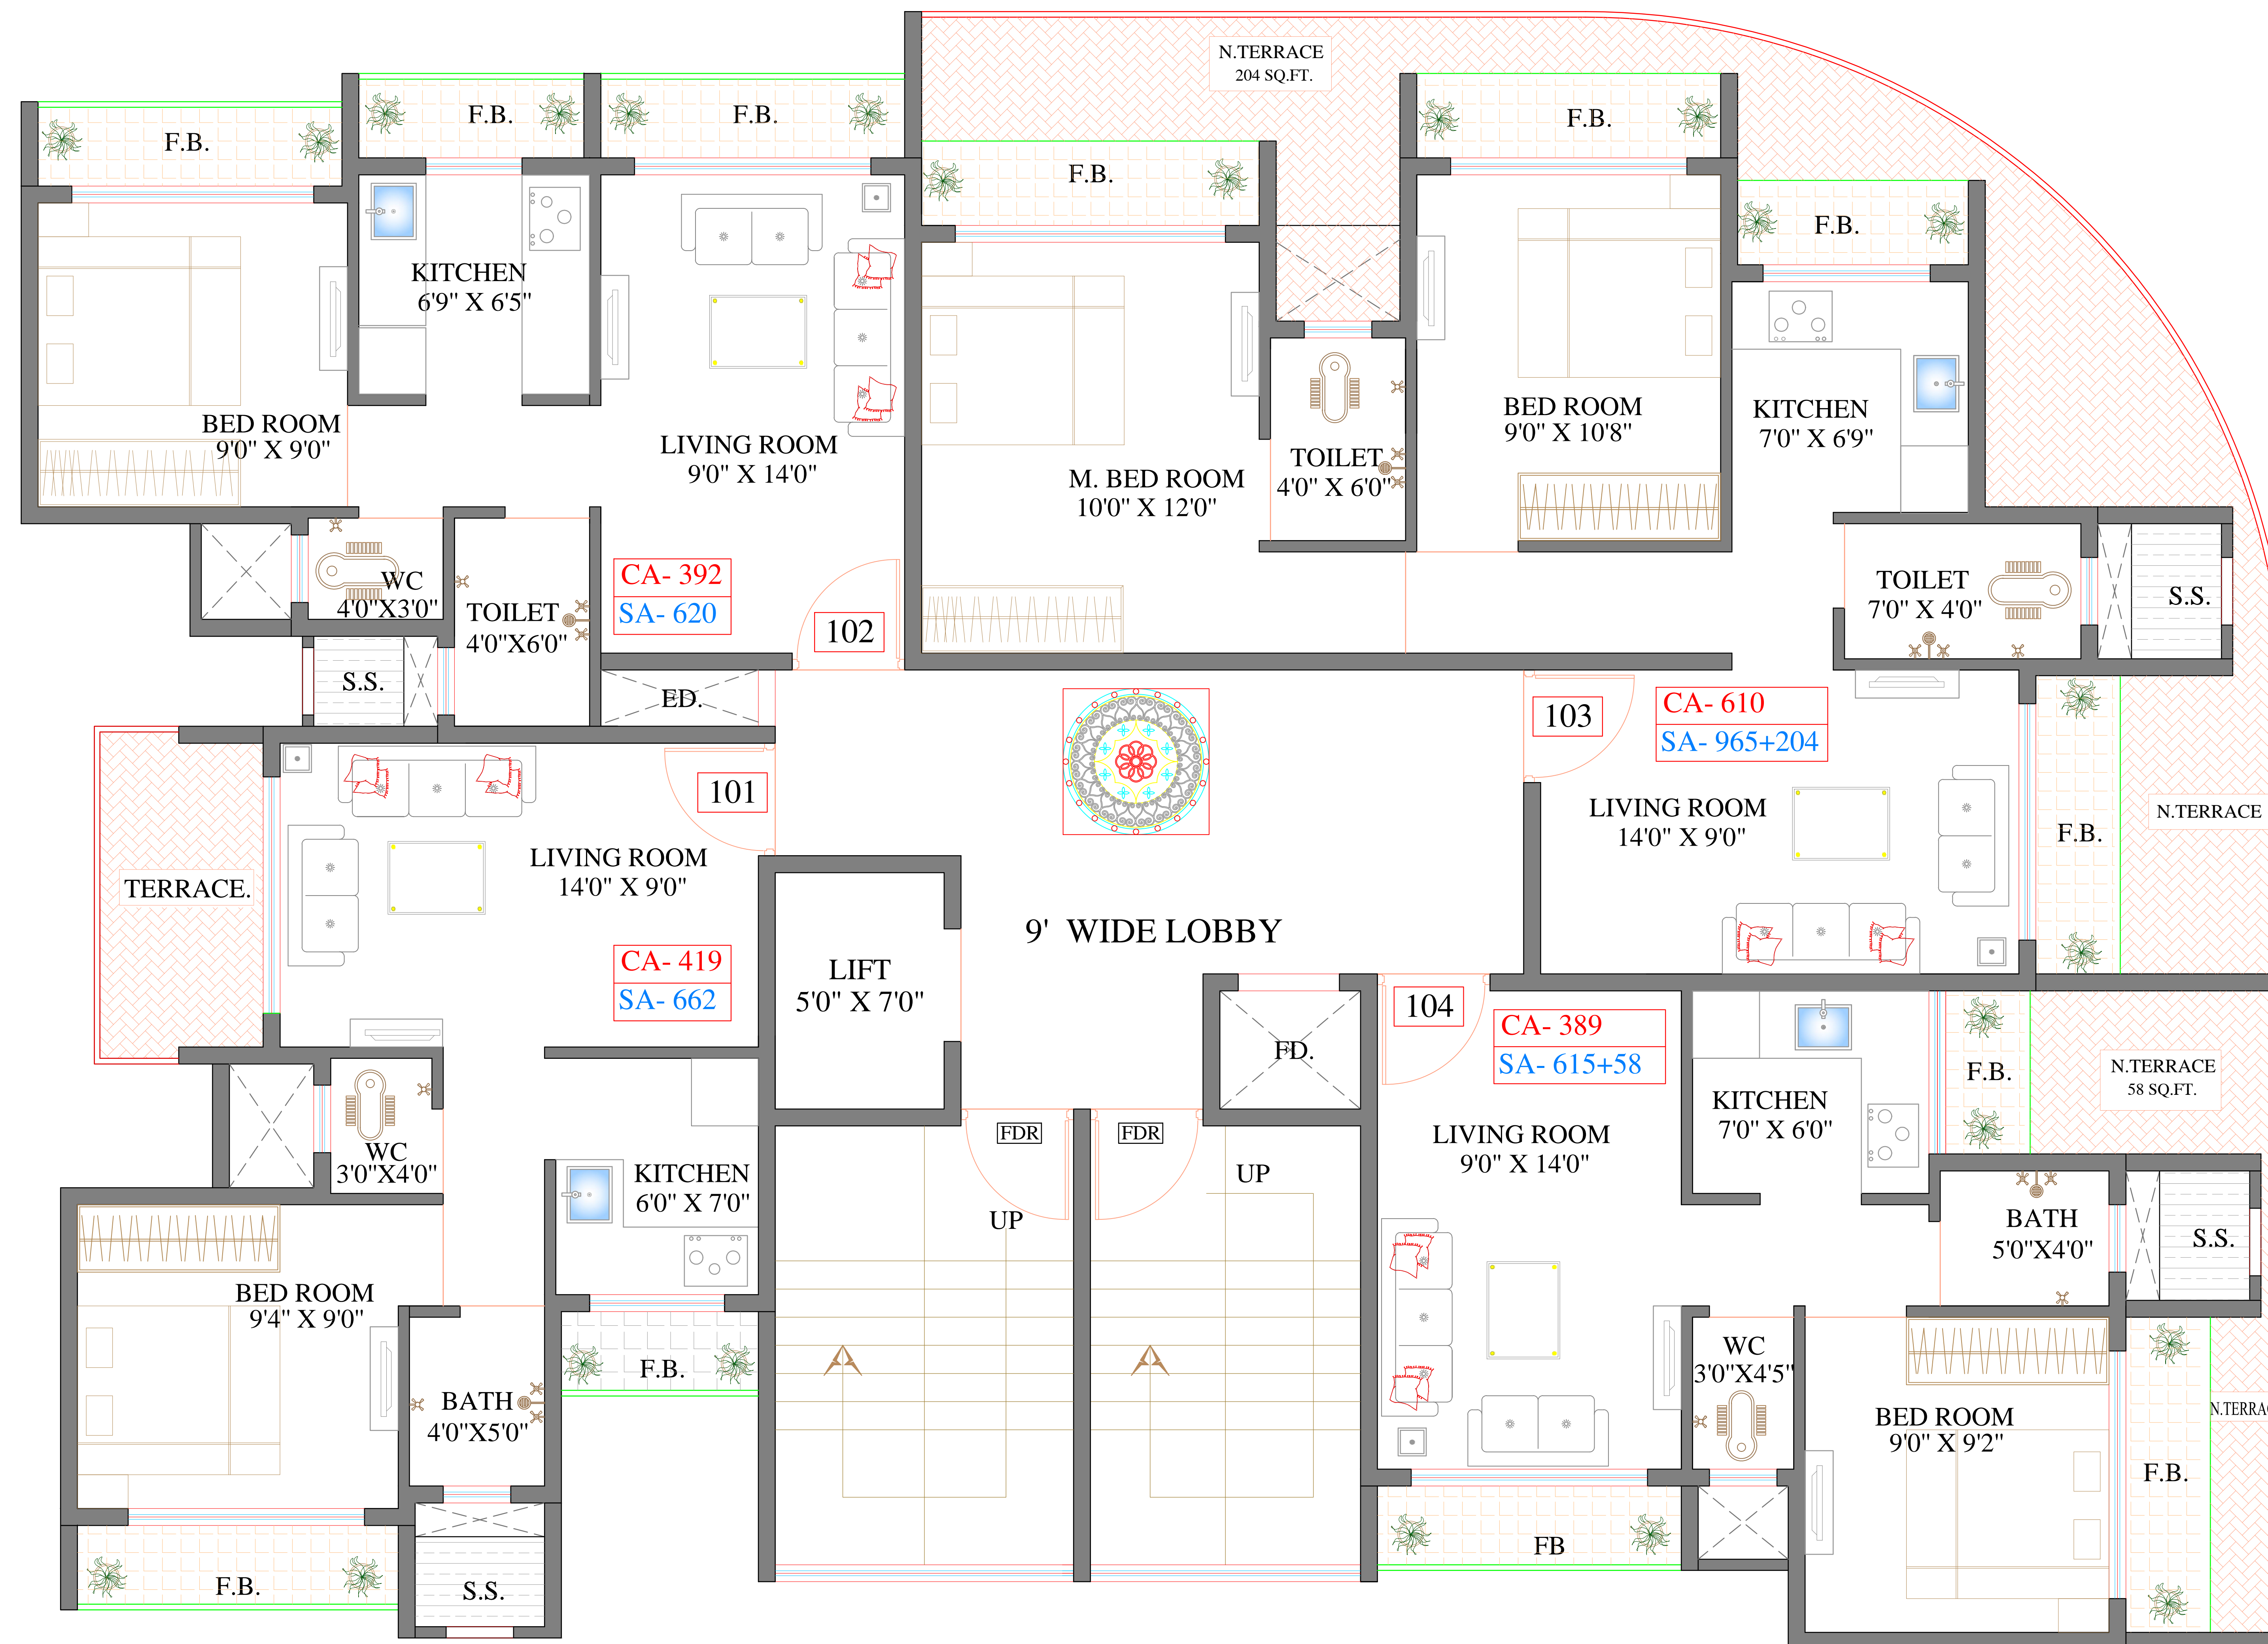 N.TERRACE
204 SQ.FT.
F.B.
F.B.
F.B.
F.B.
F.B.
F.B.
KITCHEN
6'9" X 6'5"
BED ROOM
9'0" X 9'0"
LIVING ROOM
9'0" X 14'0"
M. BED ROOM
10'0" X 12'0"
TOILET
4'0" X 6'0"
BED ROOM
9'0" X 10'8"
KITCHEN
7'0" X 6'9"
WC
4'0"X3'0"
TOILET
4'0"X6'0"
CA- 392
SA- 620
102
TOILET
7'0" X 4'0"
S.S.
S.S.
ED.
103
CA- 610
SA- 965+204
101
LIVING ROOM
14'0" X 9'0"
N.TERRACE
F.B.
TERRACE.
LIVING ROOM
14'0" X 9'0"
9' WIDE LOBBY
CA- 419
SA- 662
LIFT
5'0" X 7'0"
104
CA- 389
SA- 615+58
FD.
F.B.
N.TERRACE
58 SQ.FT.
KITCHEN
7'0" X 6'0"
FDR
FDR
LIVING ROOM
9'0" X 14'0"
WC
3'0"X4'0"
KITCHEN
6'0" X 7'0"
UP
UP
BATH
5'0"X4'0"
S.S.
BED ROOM
9'4" X 9'0"
F.B.
WC
3'0"X4'5"
BATH
4'0"X5'0"
BED ROOM
9'0" X 9'2"
N.TERRAC
F.B.
FB
F.B.
S.S.